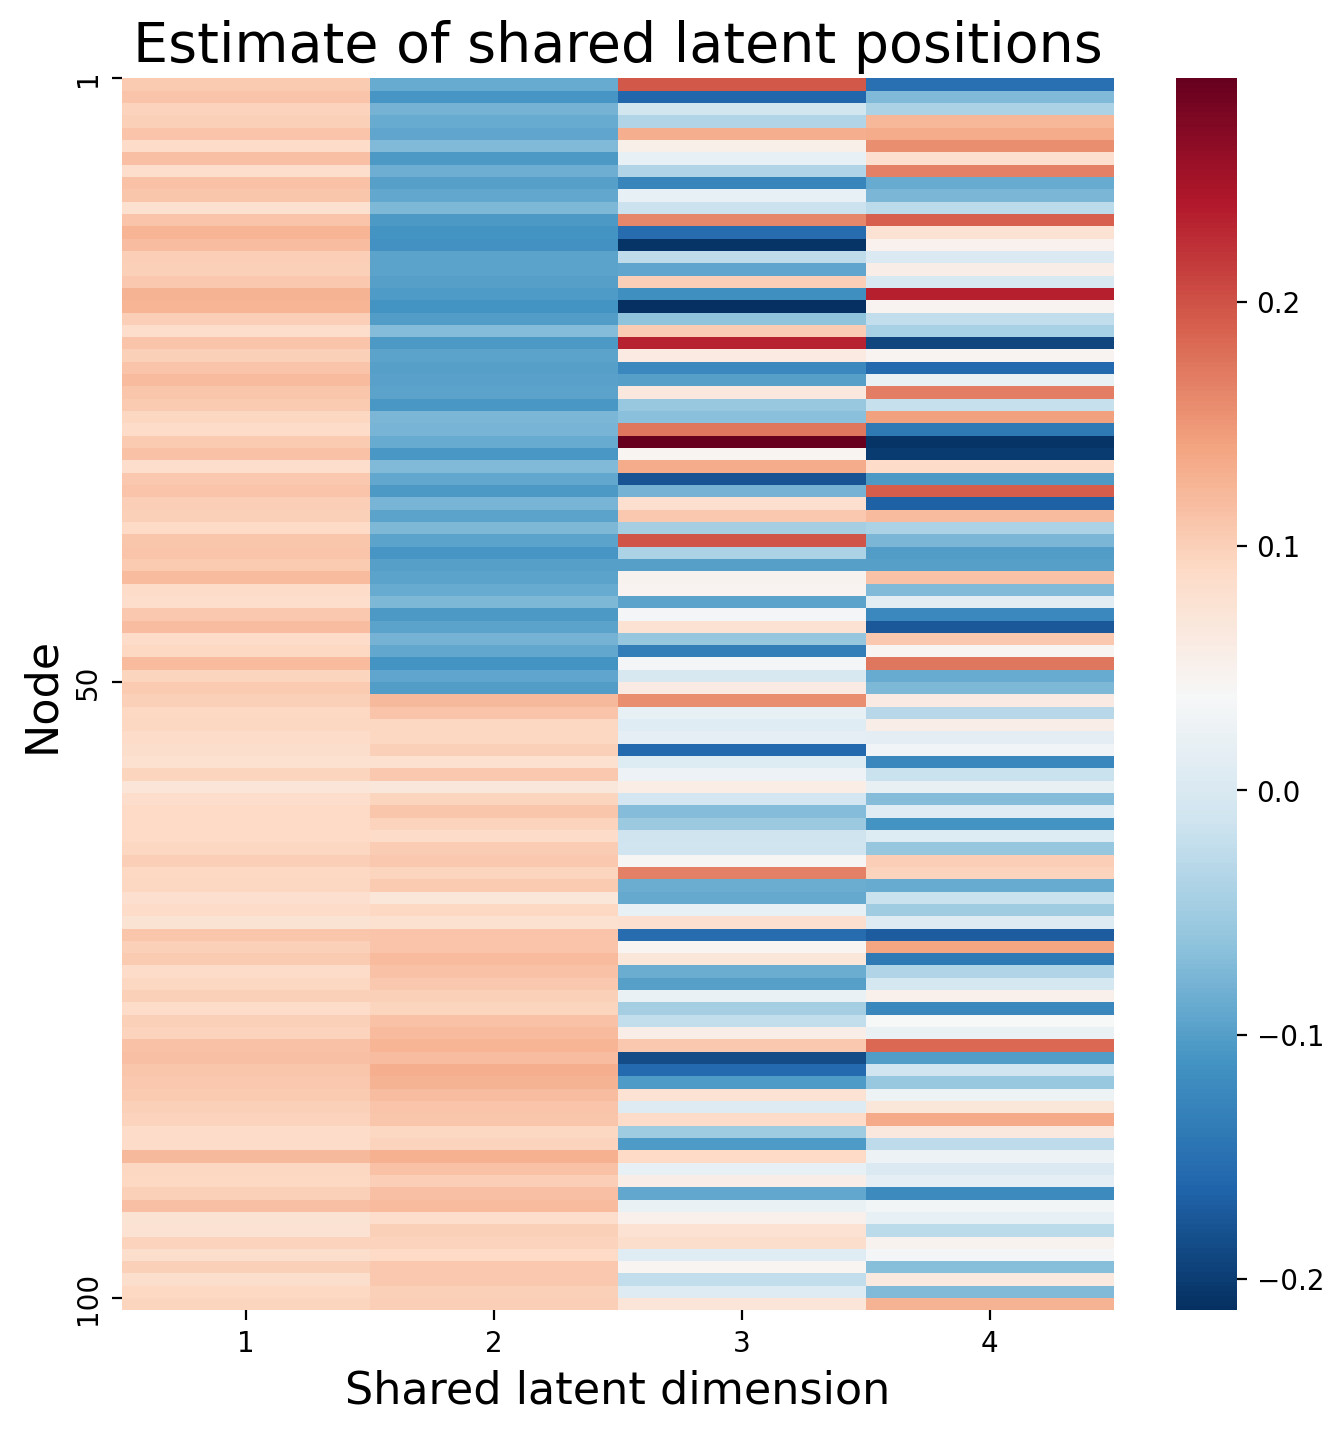 Estimate of shared latent positions
1
50
100
Node
1 2 3 4
Shared latent dimension
0.2
0.1
0.0
−0.1
−0.2